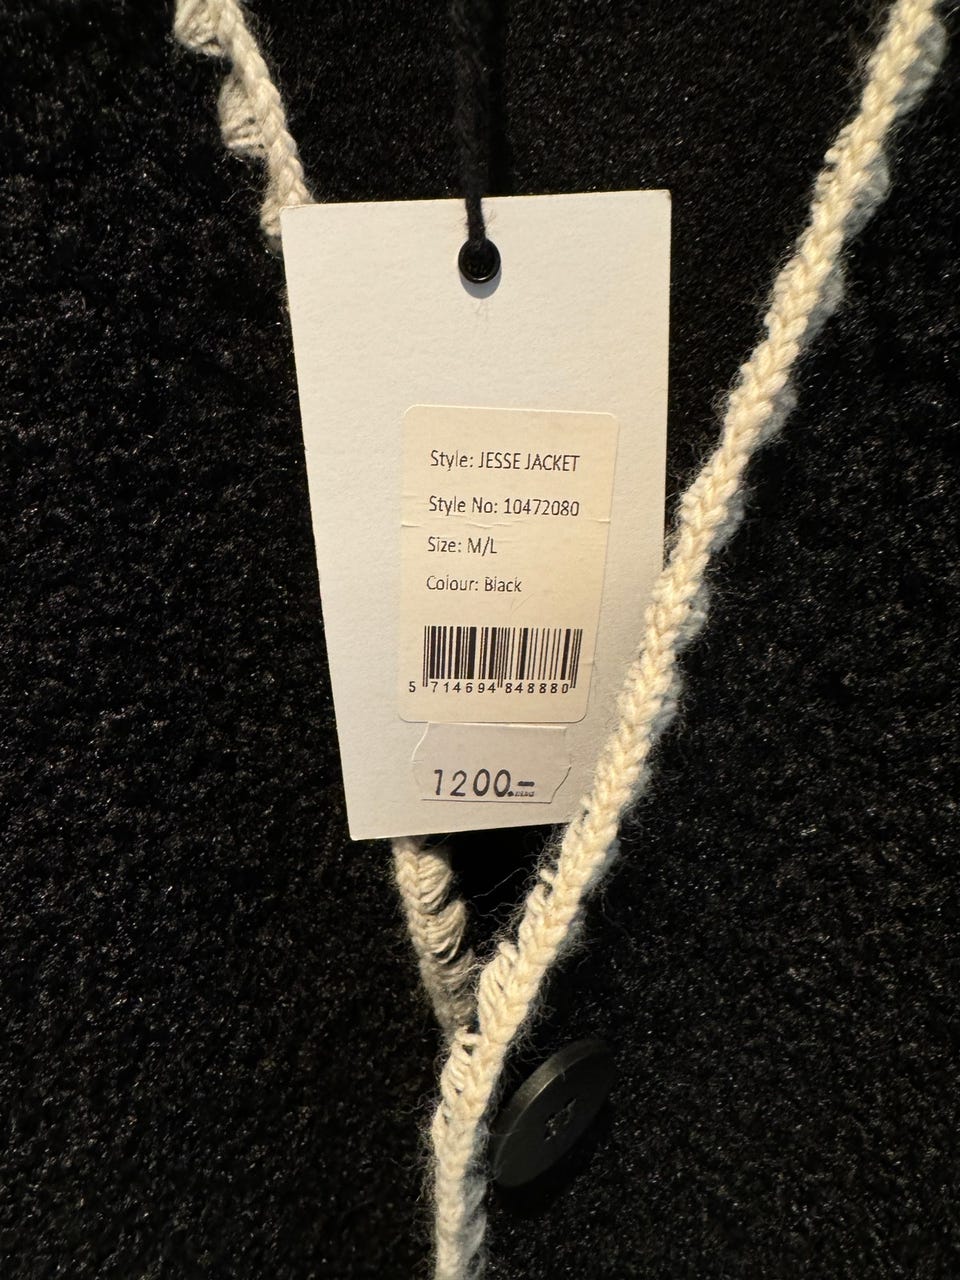 Style: JESSE JACKET
Style No: 10472080
Size: M/L
Colour: Black
5 714694 848880
1200.-